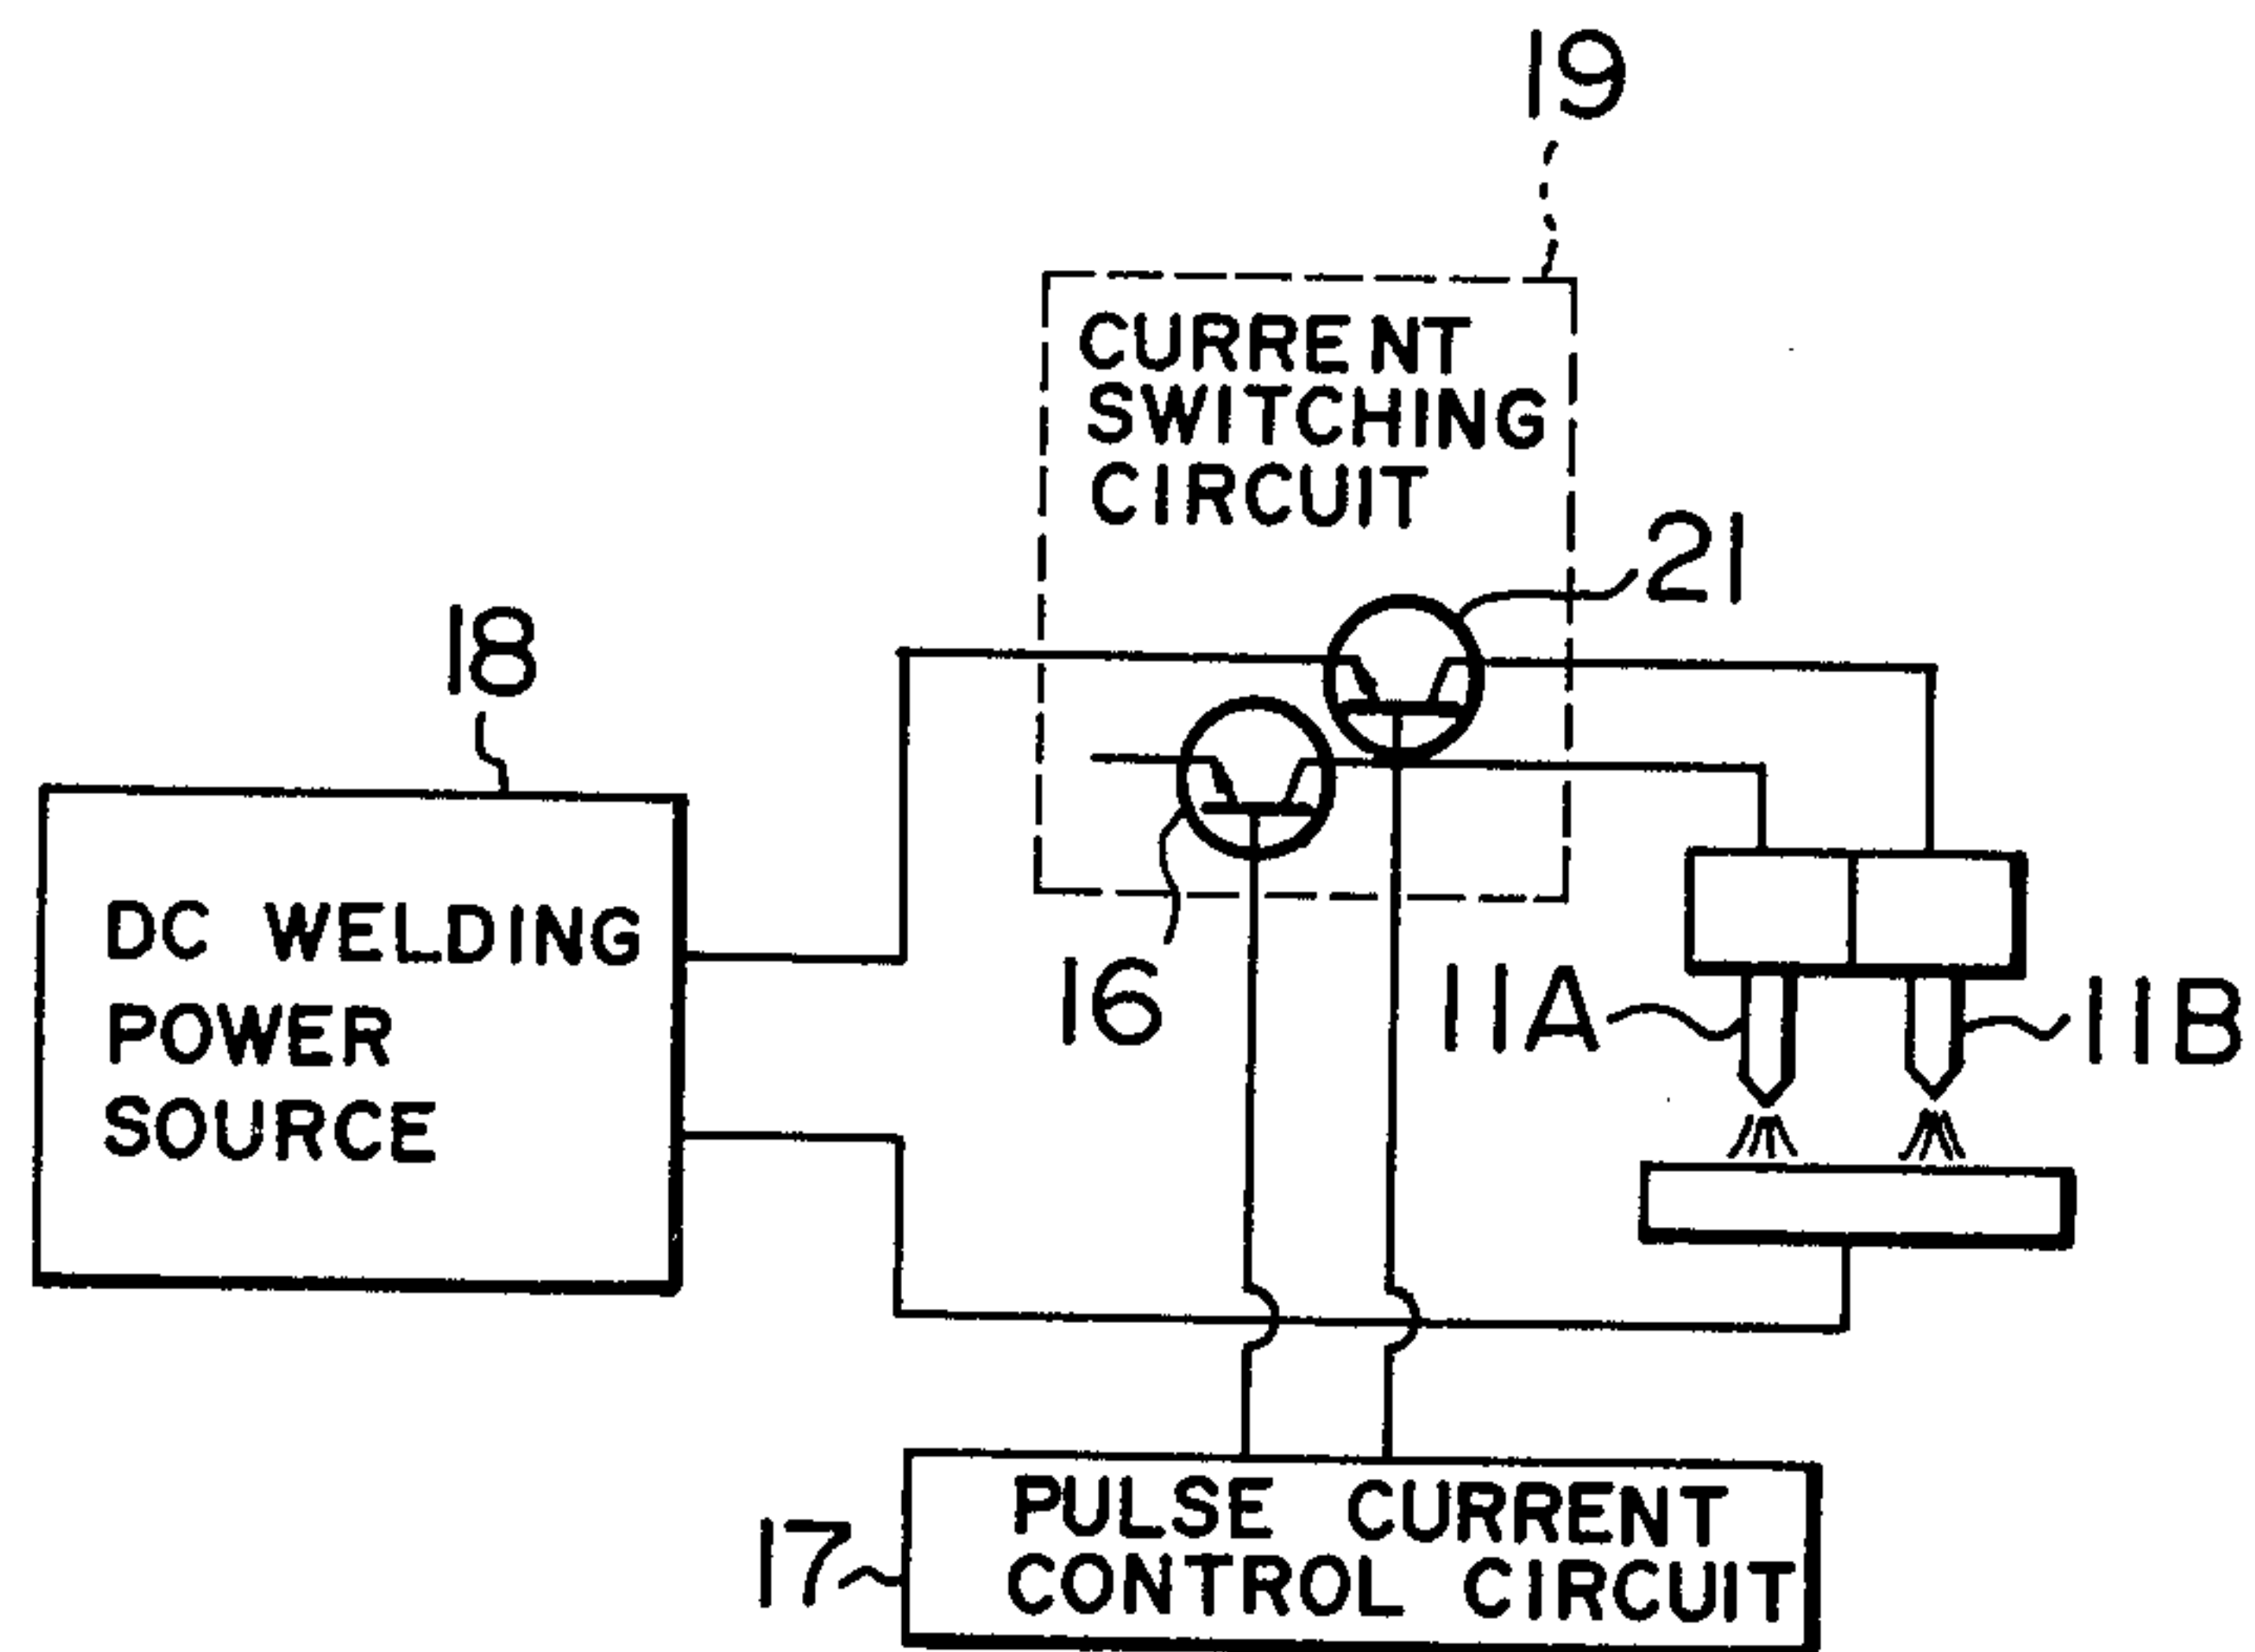 19
CURRENT
SWITCHING
CIRCUIT
21
18
DC WELDING
POWER
SOURCE
16
11A
11B
PULSE CURRENT
CONTROL CIRCUIT
17